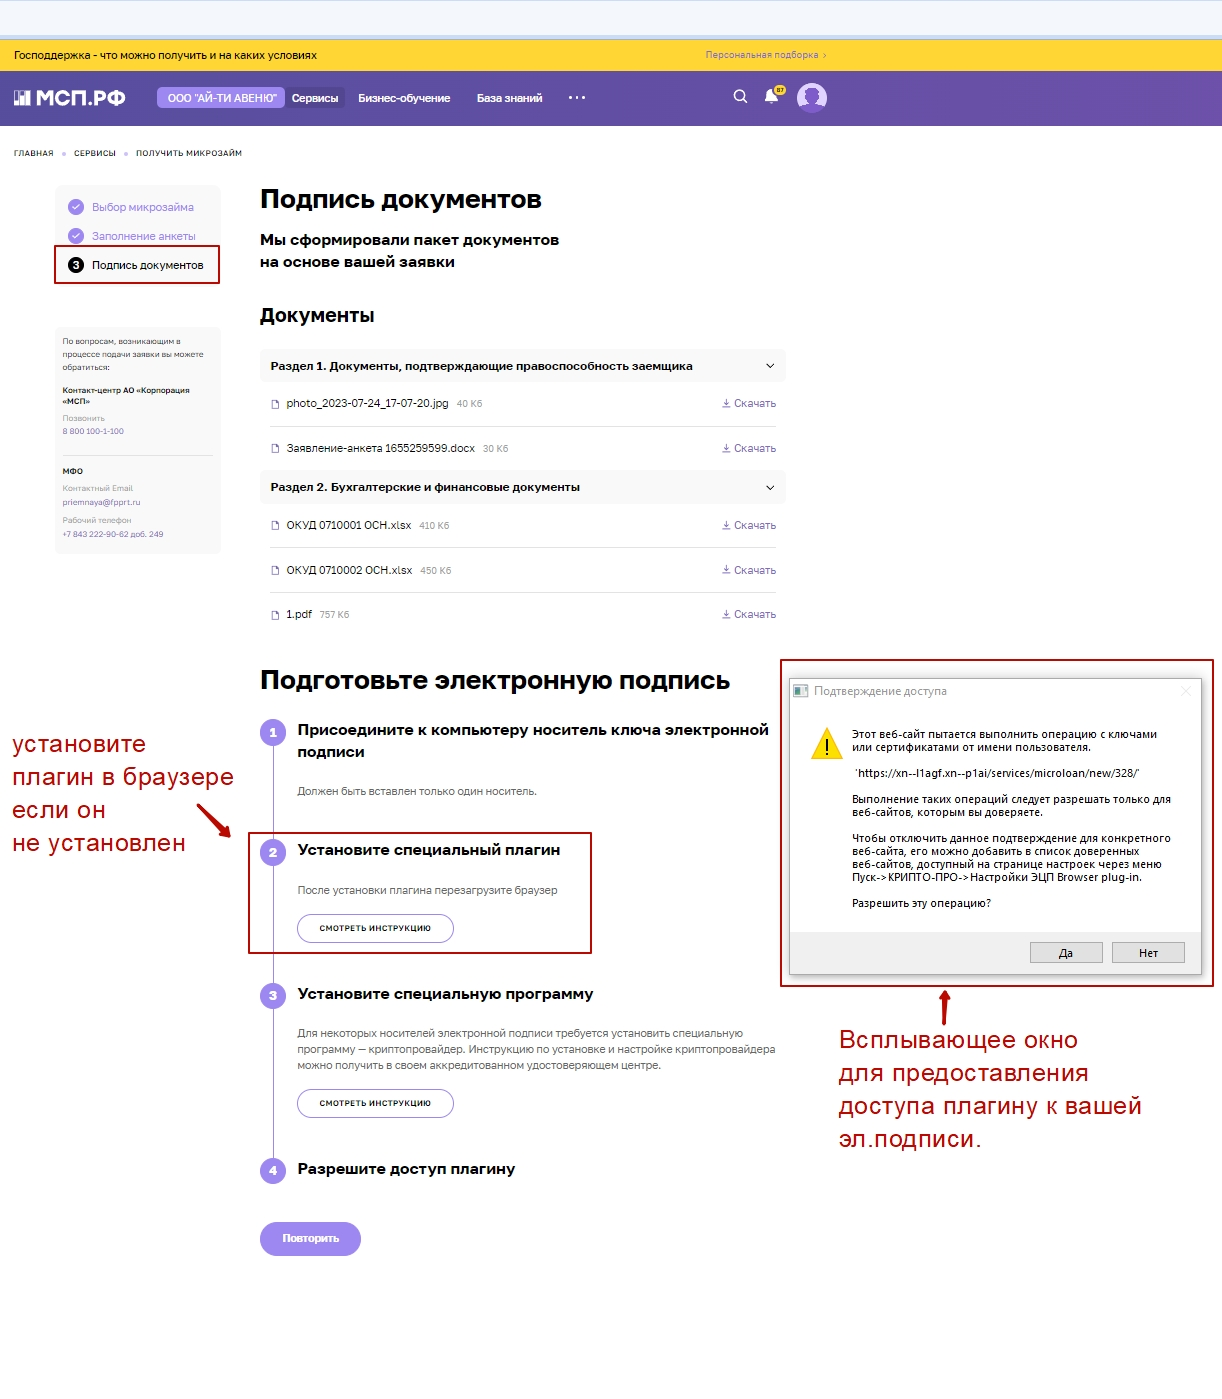 Господдержка - что можно получить и на каких условиях
Персональная подборка ›
МСП.РФ
ООО "АЙ-ТИ АВЕНЮ"
Сервисы
Бизнес-обучение
База знаний
87
ГЛАВНАЯ
СЕРВИСЫ
ПОЛУЧИТЬ МИКРОЗАЙМ
Выбор микрозайма
Заполнение анкеты
3 Подпись документов
По вопросам, возникающим в
процессе подачи заявки вы можете
обратиться:
Контакт-центр АО «Корпорация
«МСП»
Позвонить
8 800 100-1-100
МФО
Контактный Email
priemnaya@fpprt.ru
Рабочий телефон
+7 843 222-90-62 доб. 249
Подпись документов
Мы сформировали пакет документов
на основе вашей заявки
Документы
Раздел 1. Документы, подтверждающие правоспособность заемщика
photo_2023-07-24_17-07-20.jpg 40 Кб Скачать
Заявление-анкета 1655259599.docx 30 Кб Скачать
Раздел 2. Бухгалтерские и финансовые документы
ОКУД 0710001 ОСН.xlsx 410 Кб Скачать
ОКУД 0710002 ОСН.xlsx 450 Кб Скачать
1.pdf 757 Кб Скачать
Подготовьте электронную подпись
1 Присоедините к компьютеру носитель ключа электронной
подписи
Должен быть вставлен только один носитель.
установите
плагин в браузере
если он
не установлен
2 Установите специальный плагин
После установки плагина перезагрузите браузер
СМОТРЕТЬ ИНСТРУКЦИЮ
3 Установите специальную программу
Для некоторых носителей электронной подписи требуется установить специальную
программу — криптопровайдер. Инструкцию по установке и настройке криптопровайдера
можно получить в своем аккредитованном удостоверяющем центре.
СМОТРЕТЬ ИНСТРУКЦИЮ
4 Разрешите доступ плагину
Повторить
Подтверждение доступа
Этот веб-сайт пытается выполнить операцию с ключами
или сертификатами от имени пользователя.
'https://xn--l1agf.xn--p1ai/services/microloan/new/328/'
Выполнение таких операций следует разрешать только для
веб-сайтов, которым вы доверяете.
Чтобы отключить данное подтверждение для конкретного
веб-сайта, его можно добавить в список доверенных
веб-сайтов, доступный на странице настроек через меню
Пуск->КРИПТО-ПРО->Настройки ЭЦП Browser plug-in.
Разрешить эту операцию?
Да
Нет
Всплывающее окно
для предоставления
доступа плагину к вашей
эл.подписи.